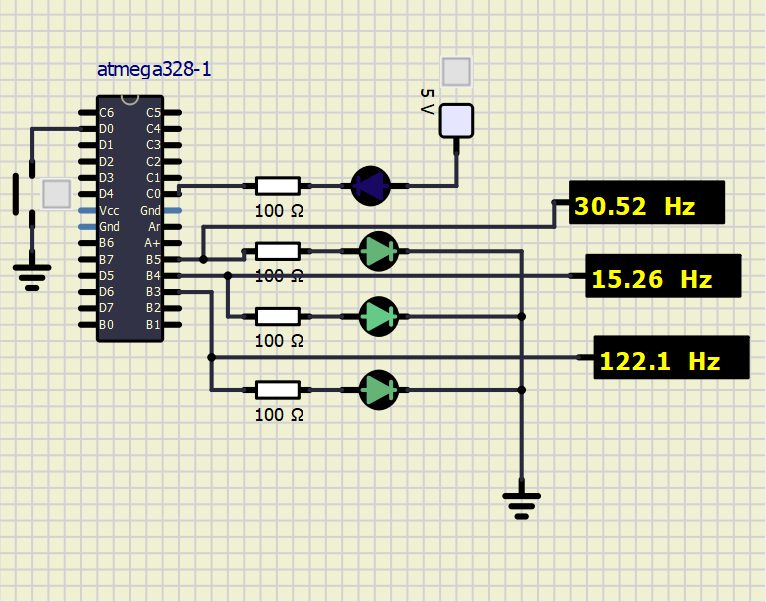 atmega328-1
5 V
C6 C5
D0 C4
D1 C3
D2 C2
D3 C1
D4 C0
Vcc Gnd
Gnd Ar
B6 A+
B7 B5
D5 B4
D6 B3
D7 B2
B0 B1
100 Ω
100 Ω
100 Ω
100 Ω
30.52 Hz
15.26 Hz
122.1 Hz